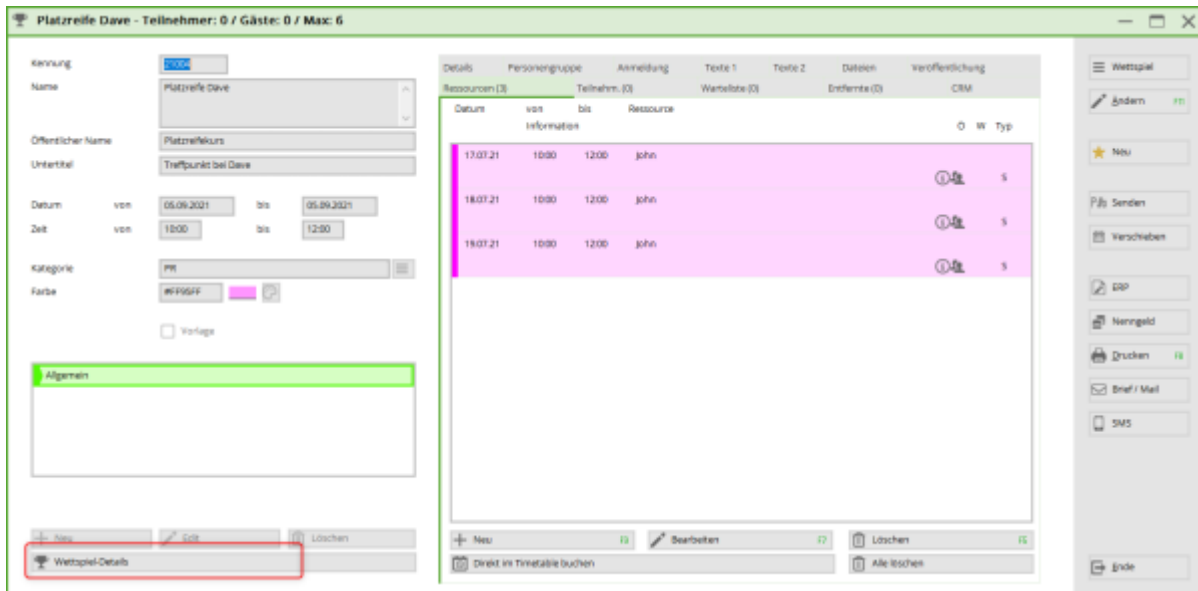 Platzreife Dave - Teilnehmer: 0 / Gäste: 0 / Max: 6
Kennung 21004
Name Platzreife Dave
Öffentlicher Name Platzreifekurs
Untertitel Treffpunkt bei Dave
Datum von 05.09.2021 bis 05.09.2021
Zeit von 10:00 bis 12:00
Kategorie PR
Farbe #FF95FF
Vorlage
Allgemein
Neu Edit Löschen
Wettspiel-Details
Details Personengruppe Anmeldung Texte 1 Texte 2 Dateien Veröffentlichung
Ressourcen (3) Teilnehm. (0) Warteliste (0) Entfernte (0) CRM
Datum von bis Ressource
Information O W Typ
17.07.21 10:00 12:00 John
S
18.07.21 10:00 12:00 John
S
19.07.21 10:00 12:00 John
S
Neu Bearbeiten Löschen
Direkt im Timetable buchen Alle löschen
Wettspiel
Ändern
Neu
Senden
Verschieben
ERP
Nenngeld
Drucken
Brief / Mail
SMS
Ende